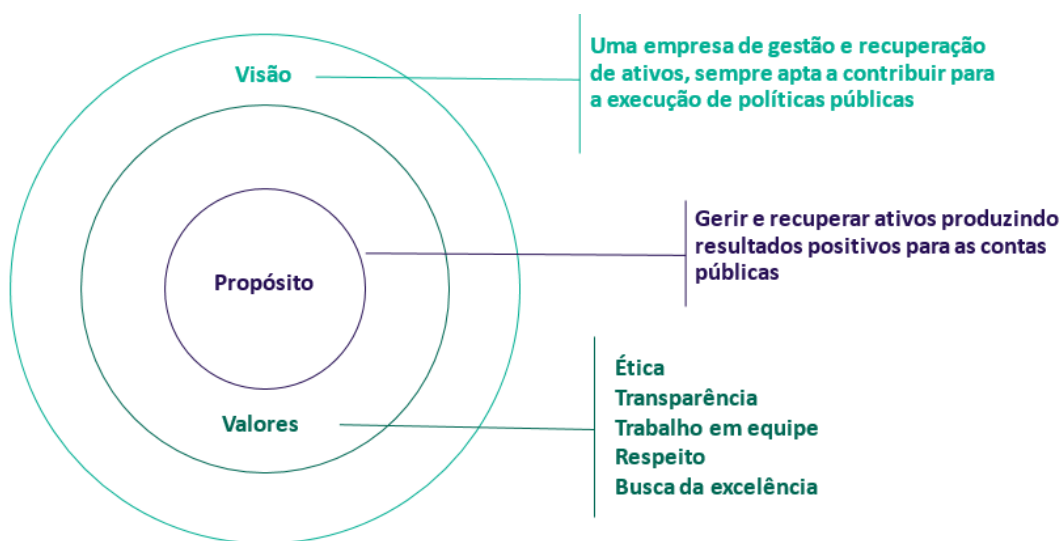 Visão
Uma empresa de gestão e recuperação
de ativos, sempre apta a contribuir para
a execução de políticas públicas
Propósito
Gerir e recuperar ativos produzindo
resultados positivos para as contas
públicas
Valores
Ética
Transparência
Trabalho em equipe
Respeito
Busca da excelência